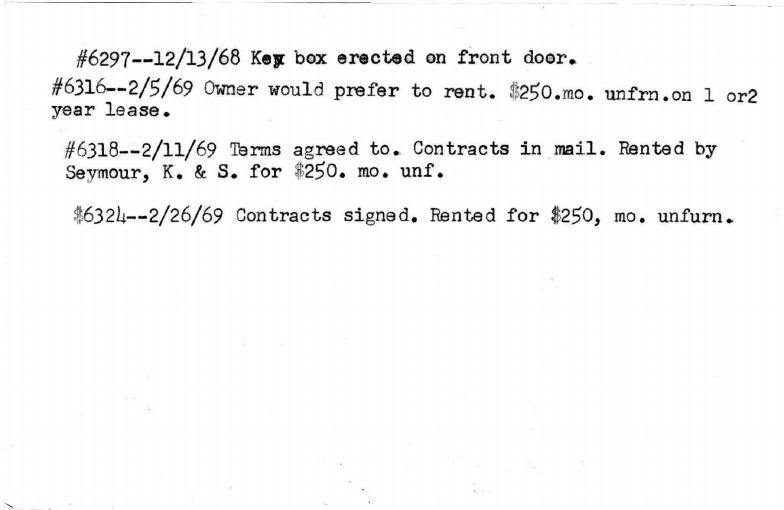 #6297--12/13/68 Key box erected on front door.
#6316--2/5/69 Owner would prefer to rent. $250.mo. unfrn.on 1 or2
year lease.
#6318--2/11/69 Terms agreed to. Contracts in mail. Rented by
Seymour, K. & S. for $250. mo. unf.
$6324--2/26/69 Contracts signed. Rented for $250, mo. unfurn.